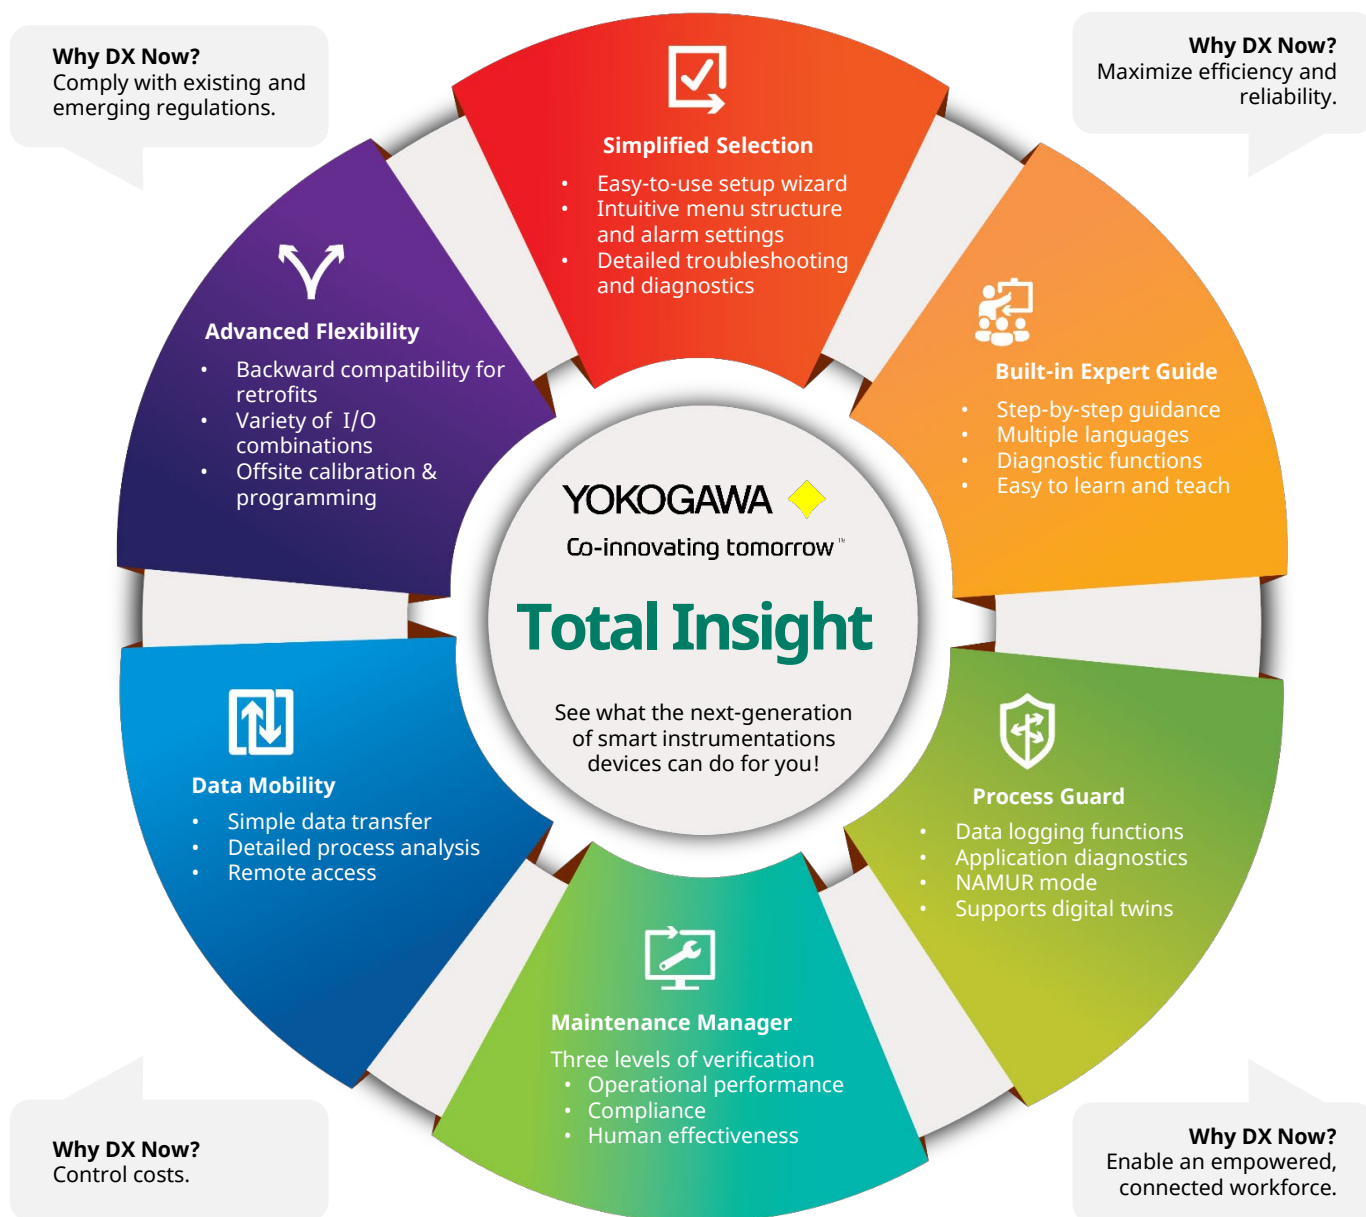 Why DX Now?
Comply with existing and
emerging regulations.
Why DX Now?
Maximize efficiency and
reliability.
Simplified Selection
• Easy-to-use setup wizard
• Intuitive menu structure
and alarm settings
• Detailed troubleshooting
and diagnostics
Advanced Flexibility
• Backward compatibility for
retrofits
• Variety of I/O
combinations
• Offsite calibration &
programming
Built-in Expert Guide
• Step-by-step guidance
• Multiple languages
• Diagnostic functions
• Easy to learn and teach
YOKOGAWA
Co-innovating tomorrow™
Total Insight
See what the next-generation
of smart instrumentations
devices can do for you!
Data Mobility
• Simple data transfer
• Detailed process analysis
• Remote access
Process Guard
• Data logging functions
• Application diagnostics
• NAMUR mode
• Supports digital twins
Maintenance Manager
Three levels of verification
• Operational performance
• Compliance
• Human effectiveness
Why DX Now?
Control costs.
Why DX Now?
Enable an empowered,
connected workforce.